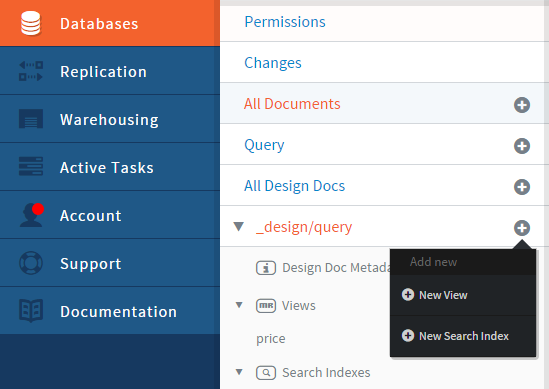 Databases
Replication
Warehousing
Active Tasks
Account
Support
Documentation
Permissions
Changes
All Documents
Query
All Design Docs
_design/query
Design Doc Metada
MR Views
price
Search Indexes
Add new
New View
New Search Index